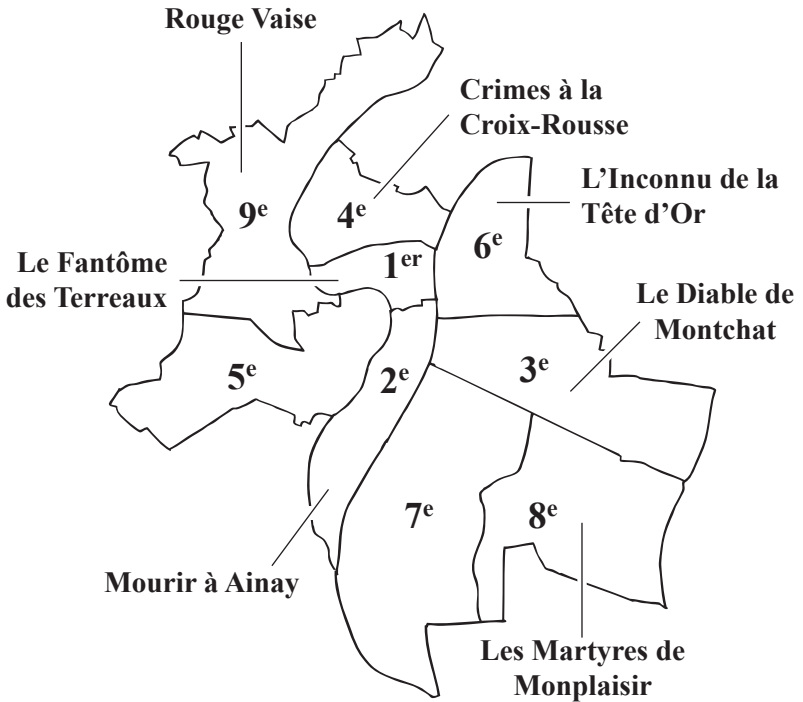 Rouge Vaise
Crimes à la
Croix-Rousse
L’Inconnu de la
Tête d’Or
9e
4e
6e
1er
Le Fantôme
des Terreaux
Le Diable de
Montchat
5e
2e
3e
7e
8e
Mourir à Ainay
Les Martyres de
Monplaisir